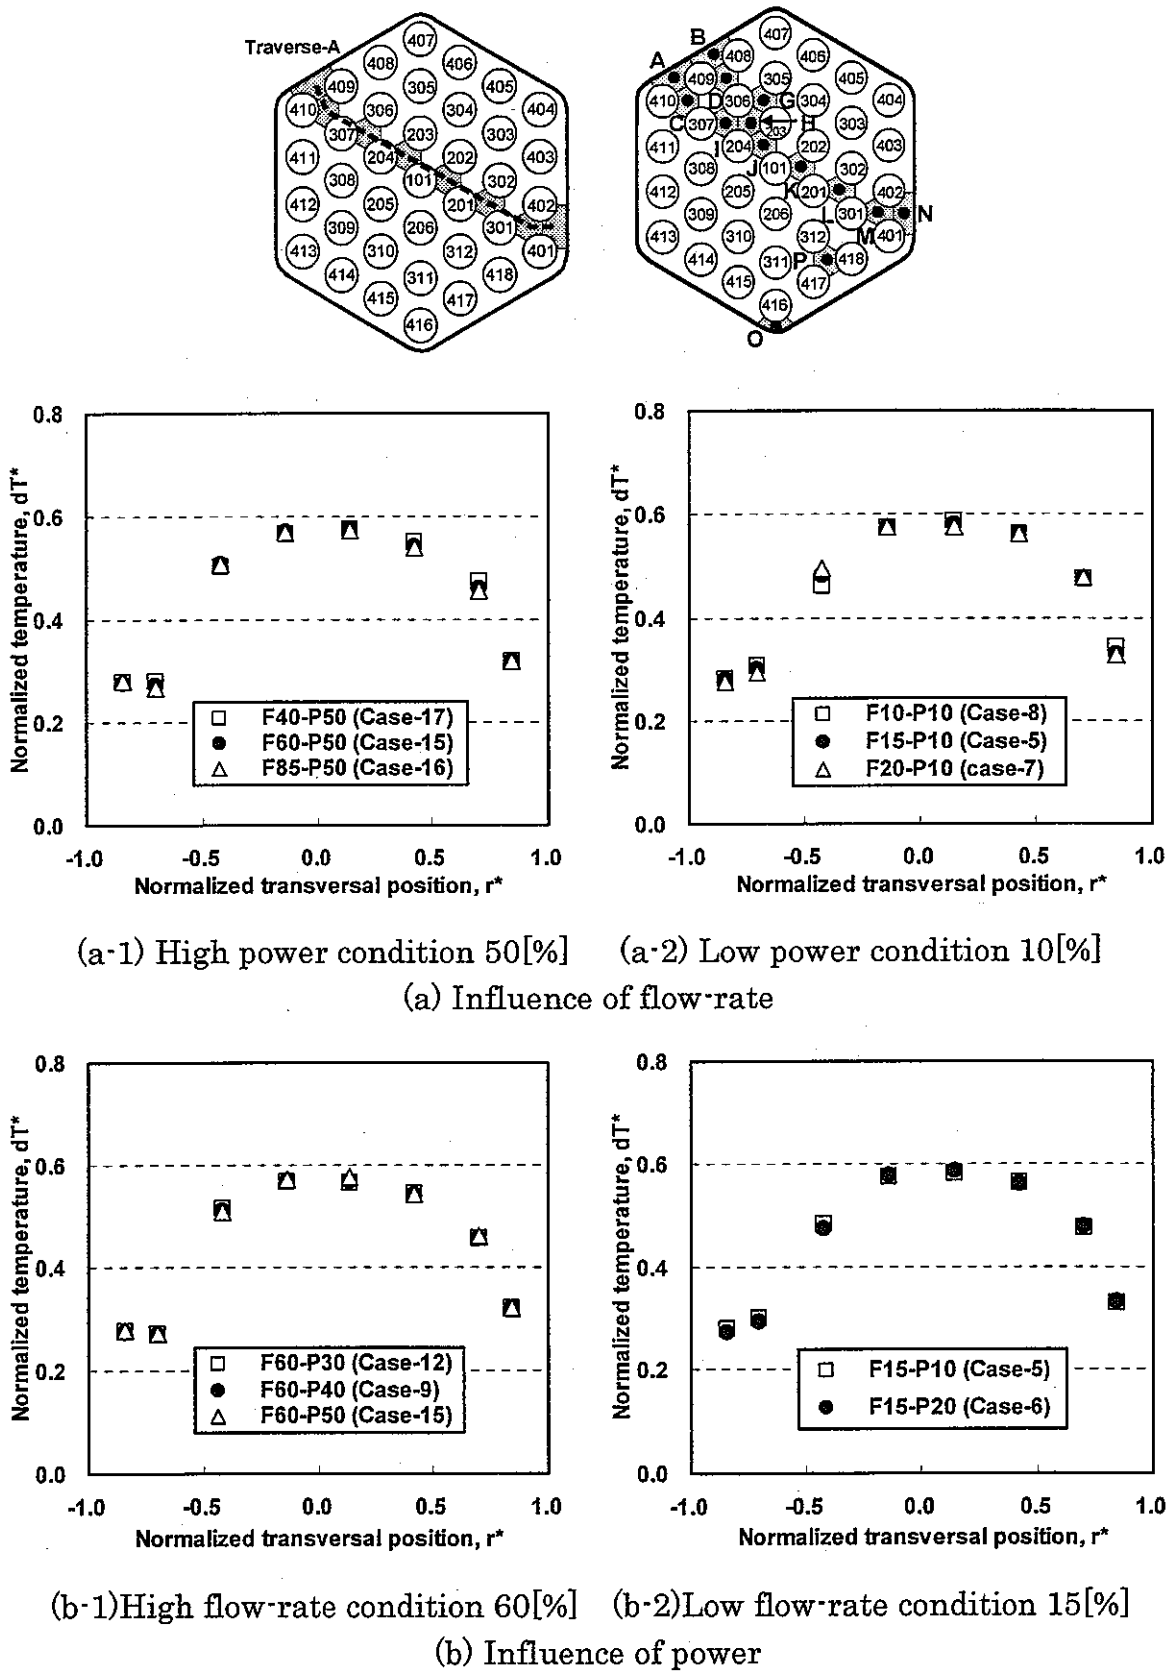 Traverse-A
407
408 406
409 305 405
410 306 304 404
307 203 303
411 204 202 403
308 101 302
412 205 201 402
309 206 301
413 310 312 401
414 311 418
415 417
416
A B
407
408 406
409 305 405
410 D 306 G 304 404
C 307 203 H 303
411 I 204 202 403
308 J 101 302
412 205 K 201 402
309 206 L 301 N
413 310 312 M 401
414 311 P 418
415 417
416
O
0.8
0.6
0.4
0.2
0.0
Normalized temperature, dT*
F40-P50 (Case-17)
F60-P50 (Case-15)
F85-P50 (Case-16)
-1.0 -0.5 0.0 0.5 1.0
Normalized transversal position, r*
0.8
0.6
0.4
0.2
0.0
Normalized temperature, dT*
F10-P10 (Case-8)
F15-P10 (Case-5)
F20-P10 (case-7)
-1.0 -0.5 0.0 0.5 1.0
Normalized transversal position, r*
(a-1) High power condition 50[%] (a-2) Low power condition 10[%]
(a) Influence of flow-rate
0.8
0.6
0.4
0.2
0.0
Normalized temperature, dT*
F60-P30 (Case-12)
F60-P40 (Case-9)
F60-P50 (Case-15)
-1.0 -0.5 0.0 0.5 1.0
Normalized transversal position, r*
0.8
0.6
0.4
0.2
0.0
Normalized temperature, dT*
F15-P10 (Case-5)
F15-P20 (Case-6)
-1.0 -0.5 0.0 0.5 1.0
Normalized transversal position, r*
(b-1)High flow-rate condition 60[%] (b-2)Low flow-rate condition 15[%]
(b) Influence of power